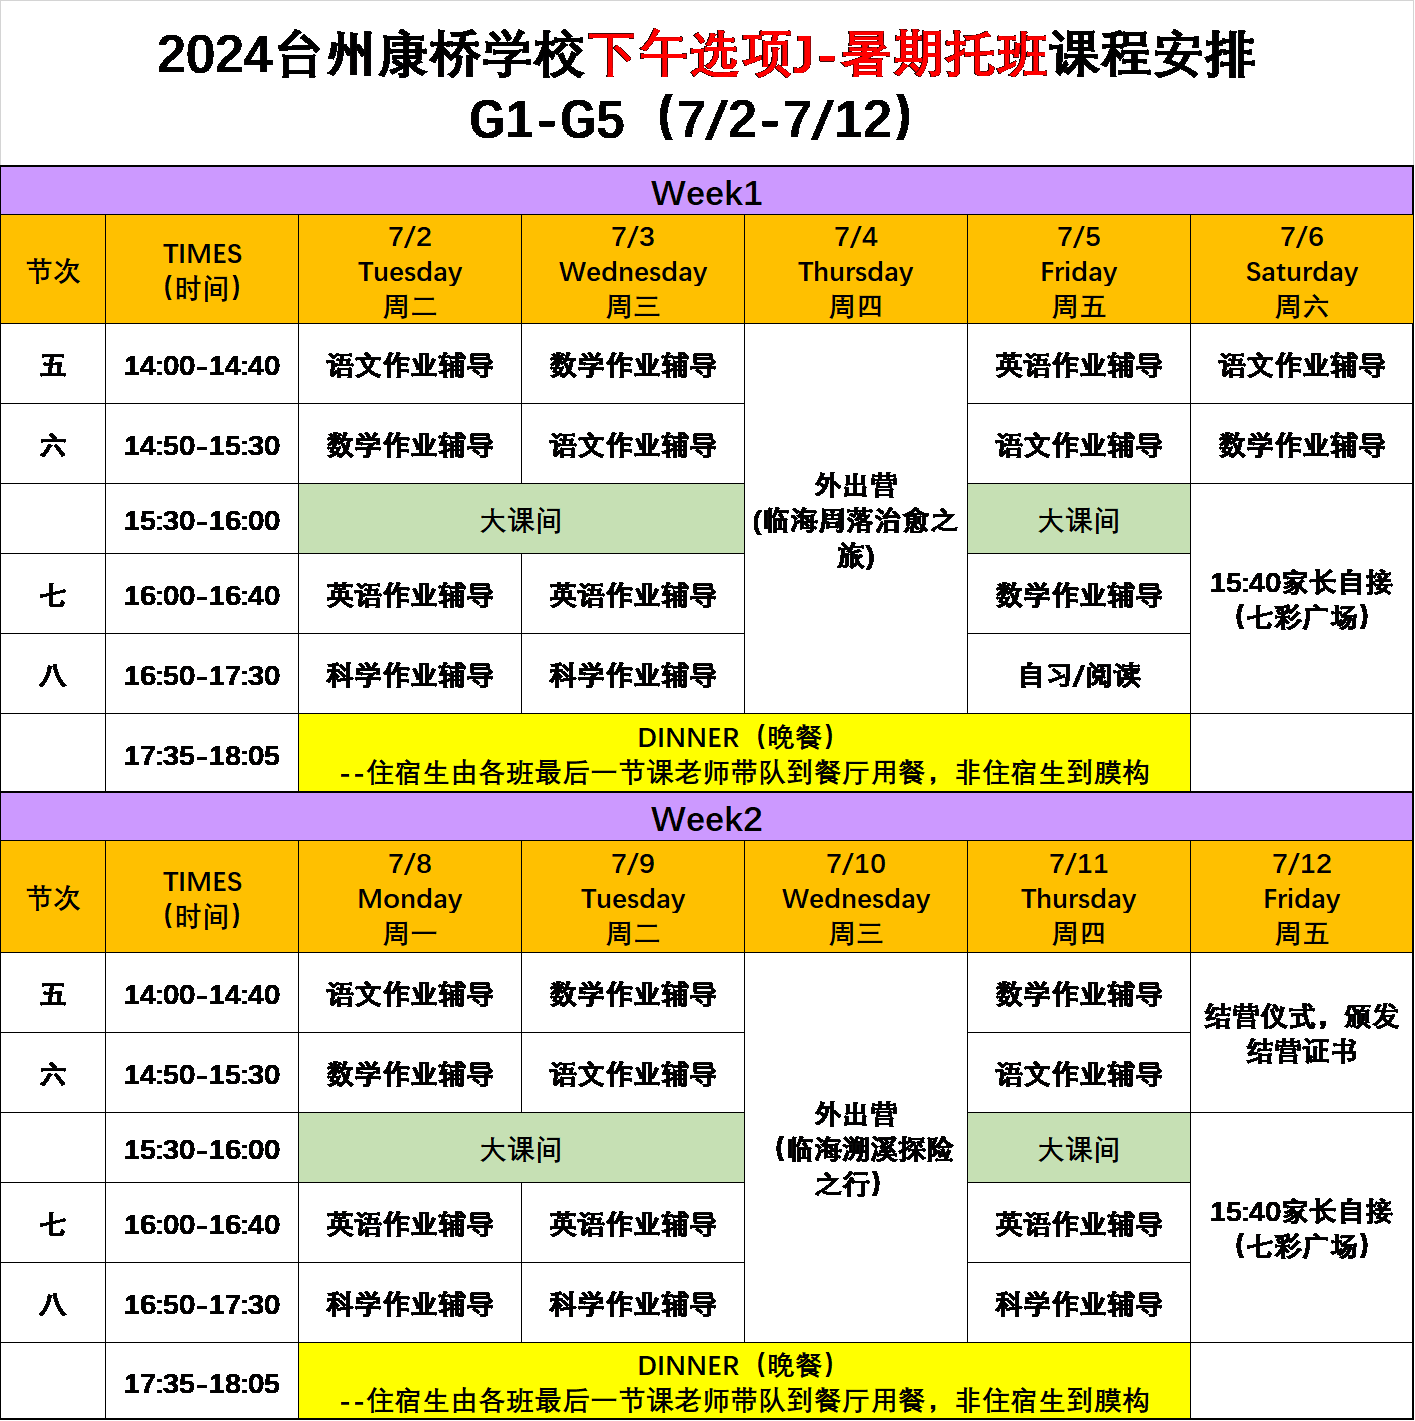 2024台州康桥学校下午选项J-暑期托班课程安排
G1-G5（7/2-7/12）
Week1
节次
TIMES
（时间）
7/2
Tuesday
周二
7/3
Wednesday
周三
7/4
Thursday
周四
7/5
Friday
周五
7/6
Saturday
周六
五
14:00-14:40
语文作业辅导
数学作业辅导
英语作业辅导
语文作业辅导
六
14:50-15:30
数学作业辅导
语文作业辅导
外出营
(临海周落治愈之
旅)
语文作业辅导
数学作业辅导
15:30-16:00
大课间
大课间
七
16:00-16:40
英语作业辅导
英语作业辅导
数学作业辅导
15:40家长自接
（七彩广场）
八
16:50-17:30
科学作业辅导
科学作业辅导
自习/阅读
17:35-18:05
DINNER（晚餐）
--住宿生由各班最后一节课老师带队到餐厅用餐，非住宿生到膜构
Week2
节次
TIMES
（时间）
7/8
Monday
周一
7/9
Tuesday
周二
7/10
Wednesday
周三
7/11
Thursday
周四
7/12
Friday
周五
五
14:00-14:40
语文作业辅导
数学作业辅导
数学作业辅导
结营仪式，颁发
结营证书
六
14:50-15:30
数学作业辅导
语文作业辅导
外出营
（临海溯溪探险
之行）
语文作业辅导
15:30-16:00
大课间
大课间
七
16:00-16:40
英语作业辅导
英语作业辅导
英语作业辅导
15:40家长自接
（七彩广场）
八
16:50-17:30
科学作业辅导
科学作业辅导
科学作业辅导
17:35-18:05
DINNER（晚餐）
--住宿生由各班最后一节课老师带队到餐厅用餐，非住宿生到膜构